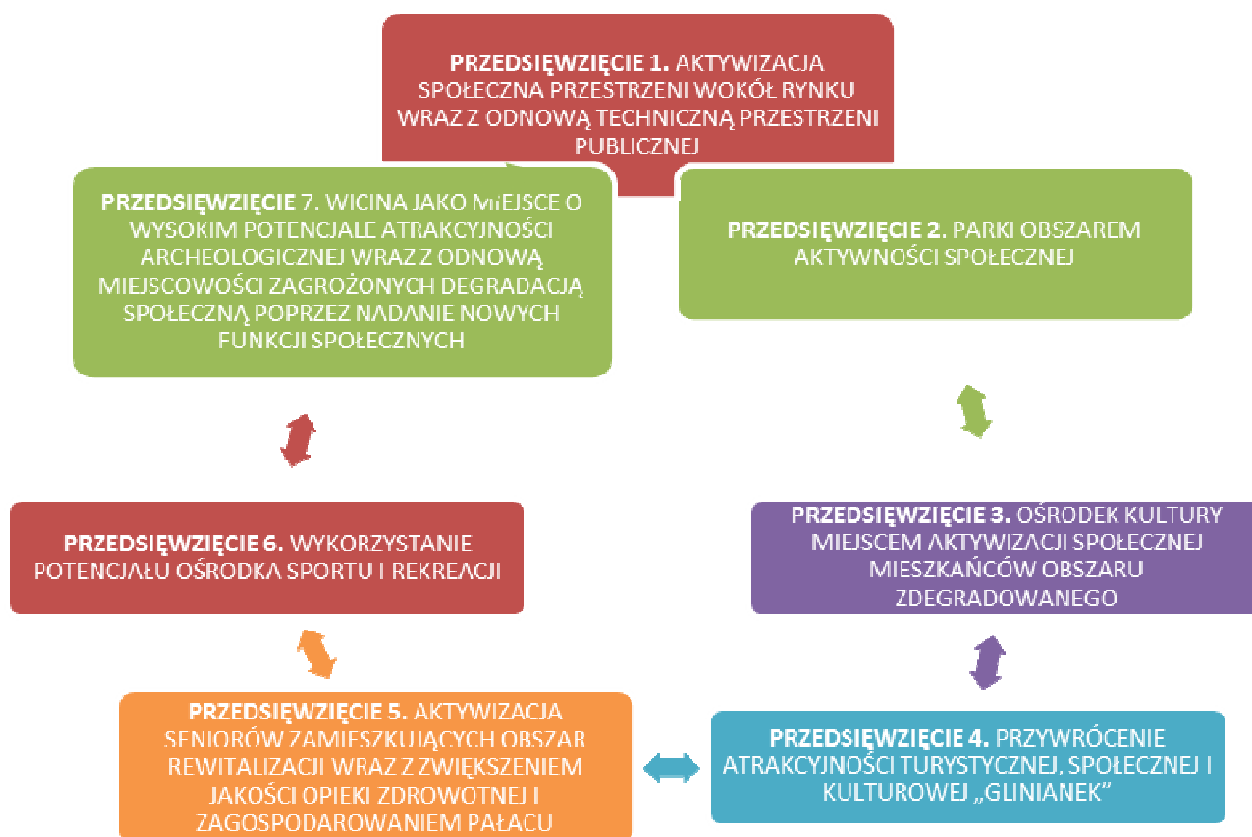 PRZEDSIĘWZIĘCIE 1. AKTYWIZACJA
SPOŁECZNA PRZESTRZENI WOKÓŁ RYNKU
WRAZ Z ODNOWĄ TECHNICZNĄ PRZESTRZENI
PUBLICZNEJ
PRZEDSIĘWZIĘCIE 2. PARKI OBSZAREM
AKTYWNOŚCI SPOŁECZNEJ
PRZEDSIĘWZIĘCIE 3. OŚRODEK KULTURY
MIEJSCEM AKTYWIZACJI SPOŁECZNEJ
MIESZKAŃCÓW OBSZARU
ZDEGRADOWANEGO
PRZEDSIĘWZIĘCIE 4. PRZYWRÓCENIE
ATRAKCYJNOŚCI TURYSTYCZNEJ, SPOŁECZNEJ I
KULTUROWEJ „GLINIANEK”
PRZEDSIĘWZIĘCIE 5. AKTYWIZACJA
SENIORÓW ZAMIESZKUJĄCYCH OBSZAR
REWITALIZACJI WRAZ Z ZWIĘKSZENIEM
JAKOŚCI OPIEKI ZDROWOTNEJ I
ZAGOSPODAROWANIEM PAŁACU
PRZEDSIĘWZIĘCIE 6. WYKORZYSTANIE
POTENCJAŁU OŚRODKA SPORTU I REKREACJI
PRZEDSIĘWZIĘCIE 7. WICINA JAKO MIEJSCE O
WYSOKIM POTENCJALE ATRAKCYJNOŚCI
ARCHEOLOGICZNEJ WRAZ Z ODNOWĄ
MIEJSCOWOŚCI ZAGROŻONYCH DEGRADACJĄ
SPOŁECZNĄ POPRZEZ NADANIE NOWYCH
FUNKCJI SPOŁECZNYCH